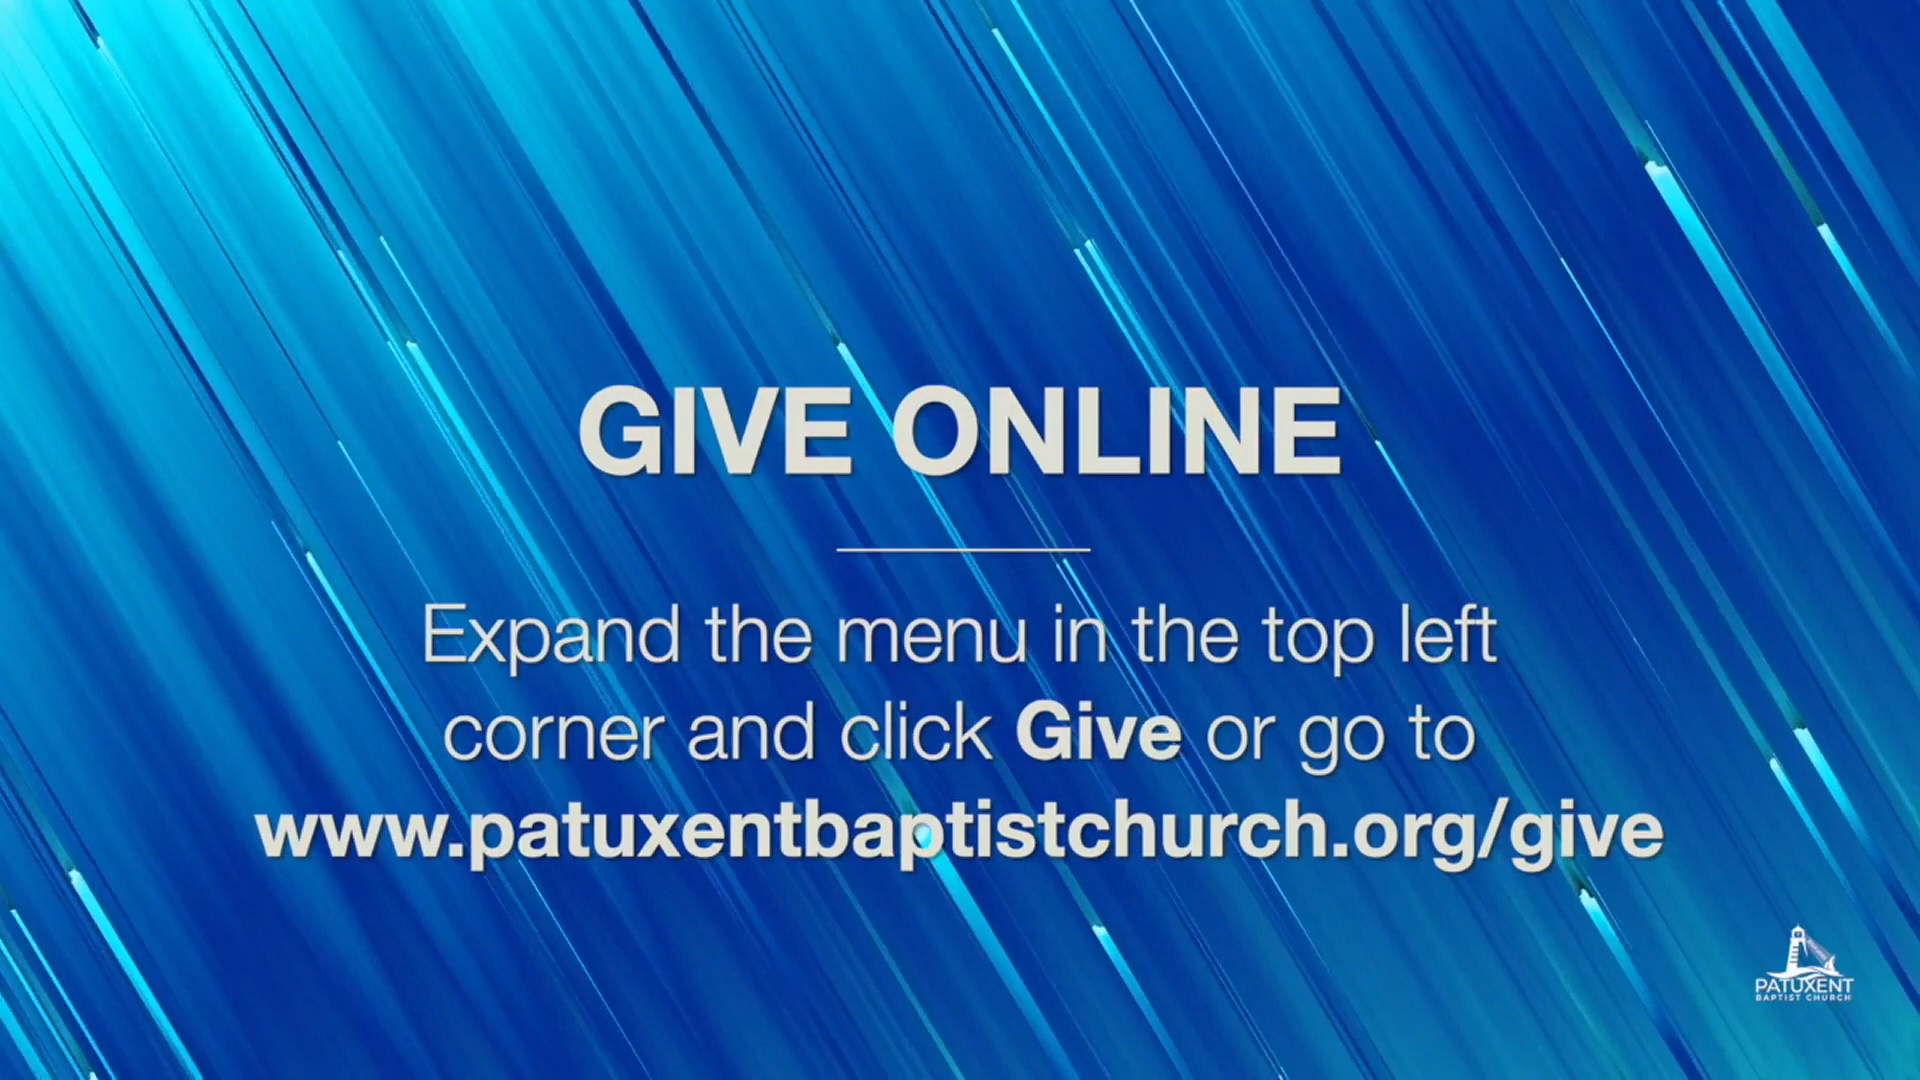 GIVE ONLINE
Expand the menu in the top left
corner and click Give or go to
www.patuxentbaptistchurch.org/give
PATUXENT
BAPTIST CHURCH